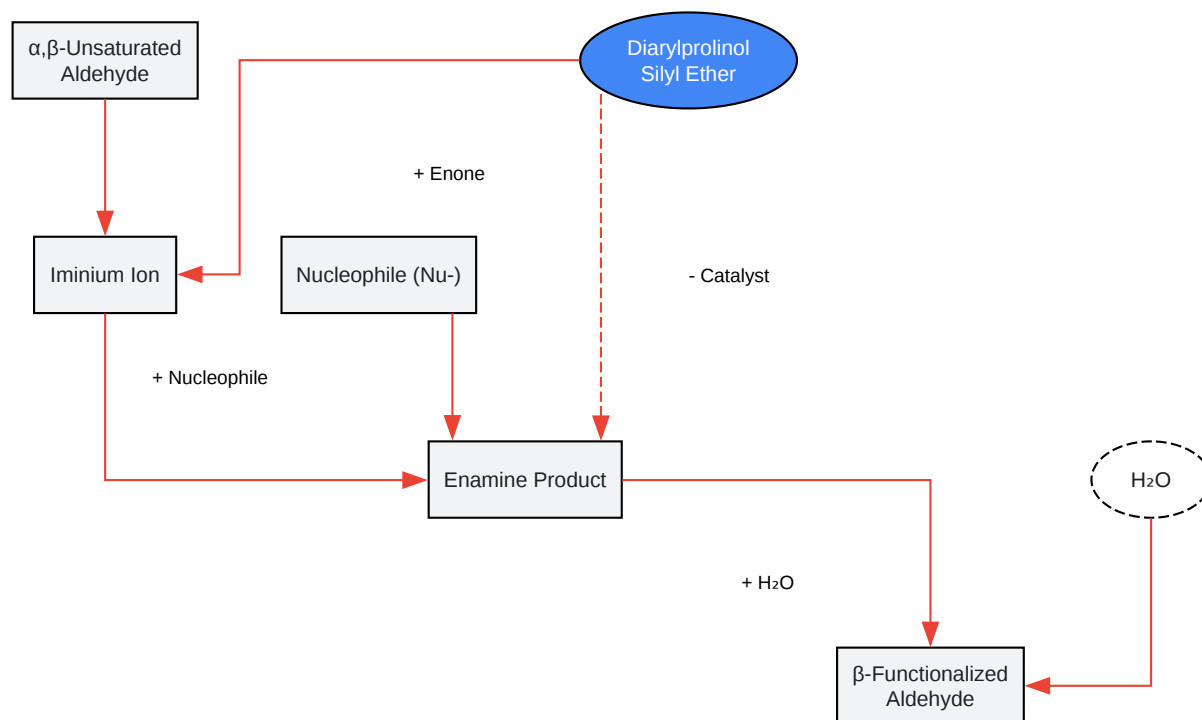 α,β-Unsaturated
Aldehyde
Diarylprolinol
Silyl Ether
+ Enone
Iminium Ion
Nucleophile (Nu-)
- Catalyst
+ Nucleophile
Enamine Product
H₂O
+ H₂O
β-Functionalized
Aldehyde